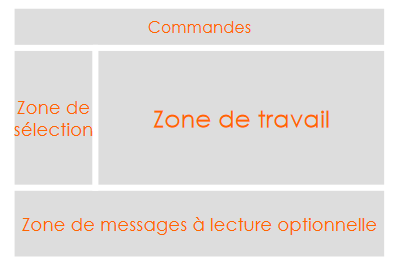 Commandes
Zone de
sélection
Zone de travail
Zone de messages à lecture optionnelle